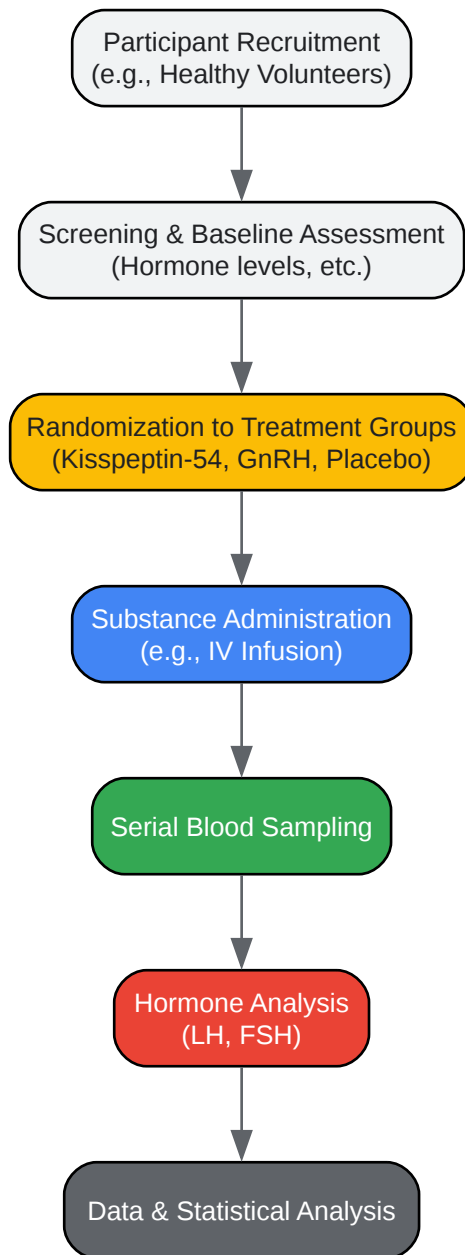 Participant Recruitment
(e.g., Healthy Volunteers)
Screening & Baseline Assessment
(Hormone levels, etc.)
Randomization to Treatment Groups
(Kisspeptin-54, GnRH, Placebo)
Substance Administration
(e.g., IV Infusion)
Serial Blood Sampling
Hormone Analysis
(LH, FSH)
Data & Statistical Analysis